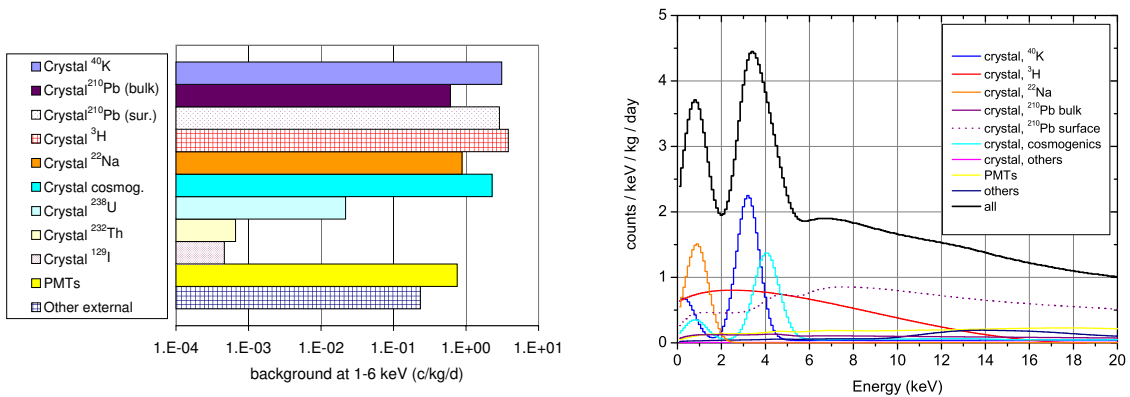 Crystal ⁴⁰K
Crystal²¹⁰Pb (bulk)
Crystal²¹⁰Pb (sur.)
Crystal ³H
Crystal ²²Na
Crystal cosmog.
Crystal ²³⁸U
Crystal ²³²Th
Crystal ¹²⁹I
PMTs
Other external
1.E-04 1.E-03 1.E-02 1.E-01 1.E+00 1.E+01
background at 1-6 keV (c/kg/d)
counts / keV / kg / day
5
4
3
2
1
0
crystal, ⁴⁰K
crystal, ³H
crystal, ²²Na
crystal, ²¹⁰Pb bulk
crystal, ²¹⁰Pb surface
crystal, cosmogenics
crystal, others
PMTs
others
all
0 2 4 6 8 10 12 14 16 18 20
Energy (keV)